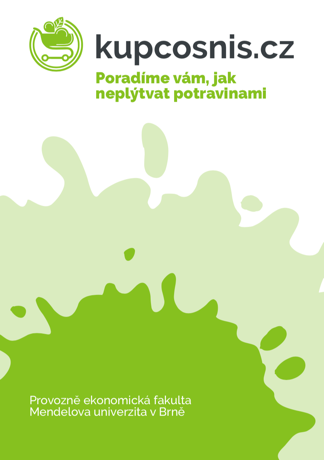 kupcosnis.cz
Poradíme vám, jak
neplýtvat potravinami
Provozně ekonomická fakulta
Mendelova univerzita v Brně